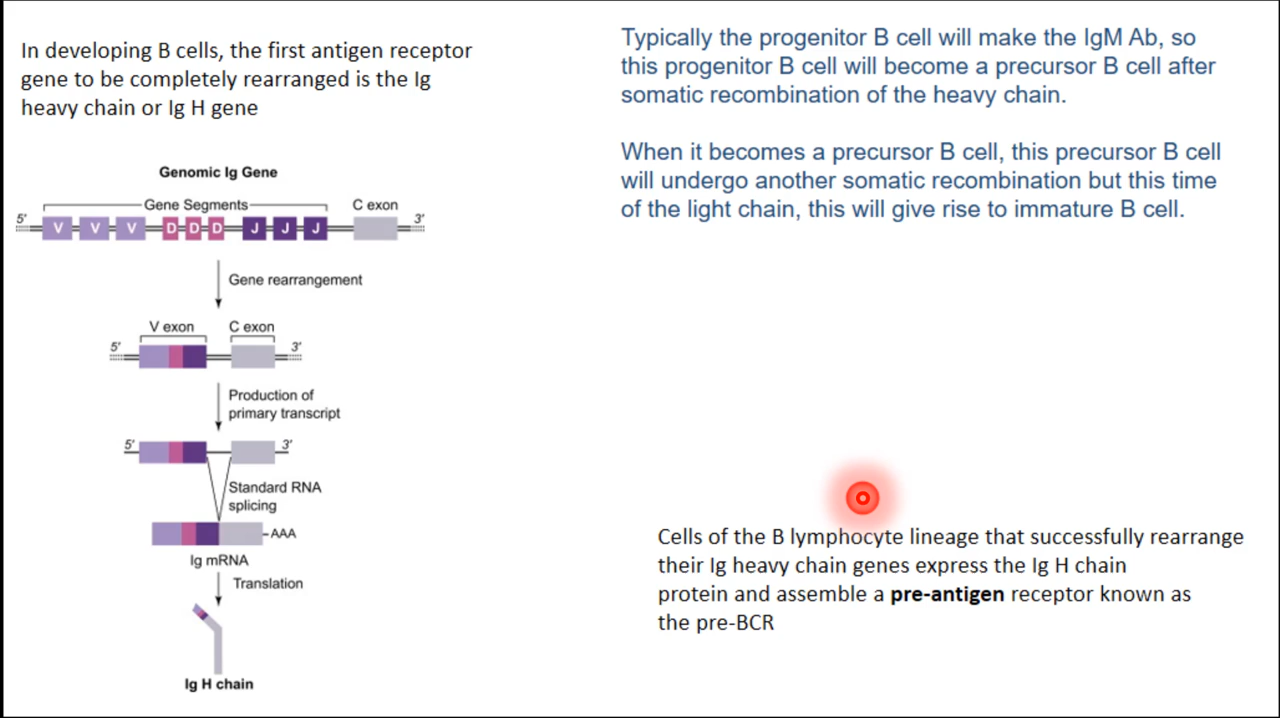 In developing B cells, the first antigen receptor
gene to be completely rearranged is the Ig
heavy chain or Ig H gene
Typically the progenitor B cell will make the IgM Ab, so
this progenitor B cell will become a precursor B cell after
somatic recombination of the heavy chain.
When it becomes a precursor B cell, this precursor B cell
will undergo another somatic recombination but this time
of the light chain, this will give rise to immature B cell.
Genomic Ig Gene
Gene Segments
C exon
5' V V V D D D J J J 3'
Gene rearrangement
V exon C exon
5' 3'
Production of
primary transcript
5' 3'
Standard RNA
splicing
AAA
Ig mRNA
Translation
Ig H chain
Cells of the B lymphocyte lineage that successfully rearrange
their Ig heavy chain genes express the Ig H chain
protein and assemble a pre-antigen receptor known as
the pre-BCR